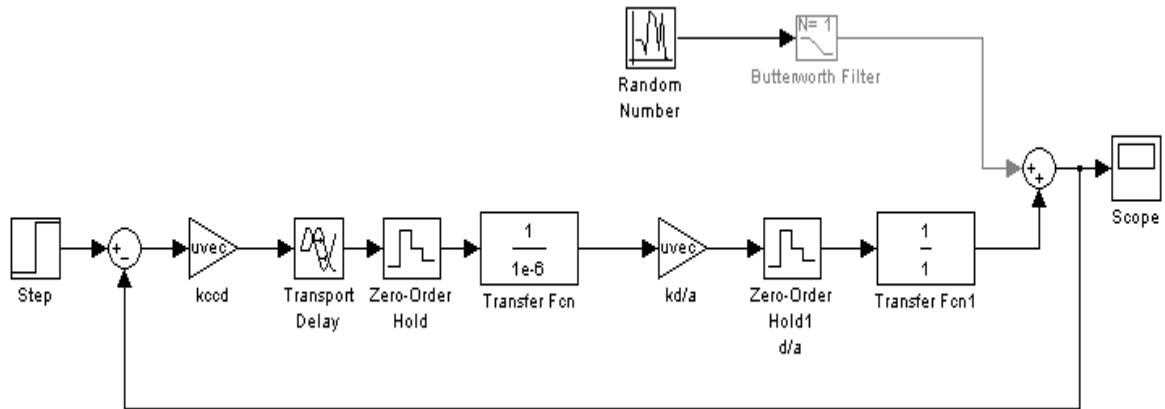 N= 1
Butterworth Filter
Random
Number
Scope
Step
uvec
kccd
Transport
Delay
Zero-Order
Hold
1
1e-6
Transfer Fcn
uvec
kd/a
Zero-Order
Hold1
d/a
1
1
Transfer Fcn1
+
−
+
+